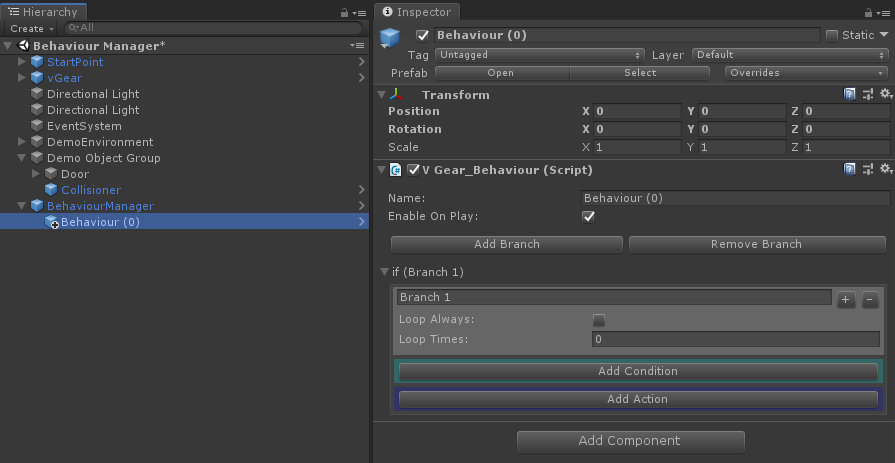 Hierarchy
Create
All
Behaviour Manager*
StartPoint
vGear
Directional Light
Directional Light
EventSystem
DemoEnvironment
Demo Object Group
Door
Collisioner
BehaviourManager
Behaviour (0)
Inspector
Behaviour (0) Static
Tag Untagged Layer Default
Prefab Open Select Overrides
Transform
Position X 0 Y 0 Z 0
Rotation X 0 Y 0 Z 0
Scale X 1 Y 1 Z 1
V Gear_Behaviour (Script)
Name: Behaviour (0)
Enable On Play:
Add Branch Remove Branch
if (Branch 1)
Branch 1 + -
Loop Always:
Loop Times: 0
Add Condition
Add Action
Add Component